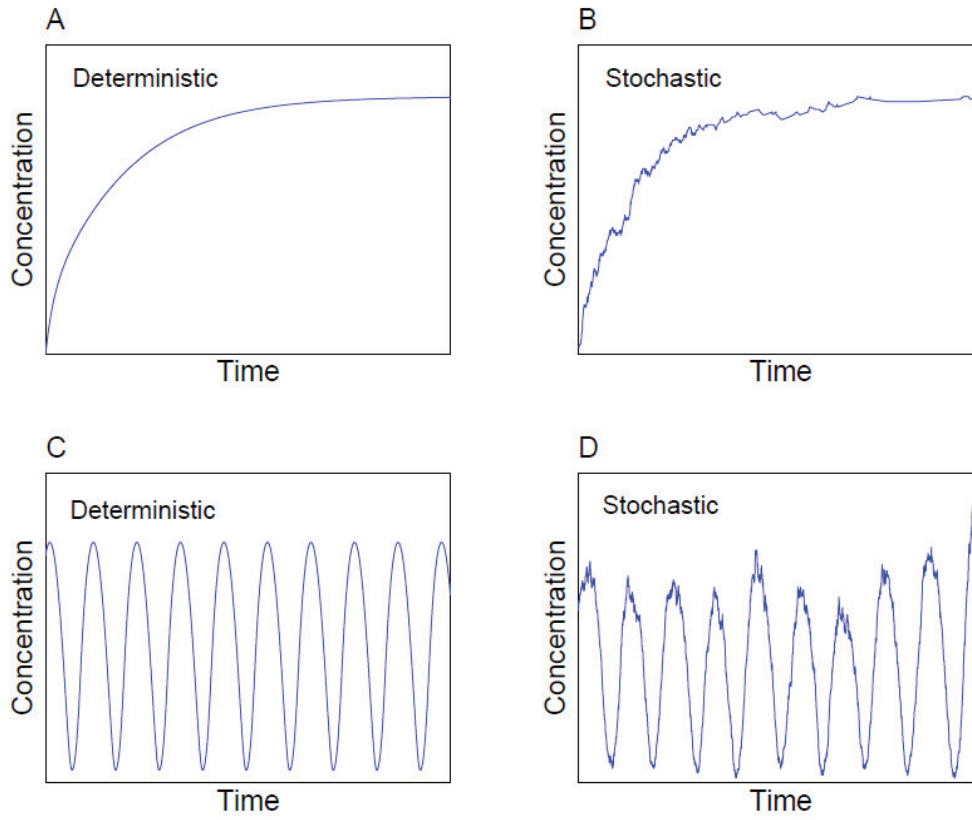 A
Deterministic
Concentration
Time
B
Stochastic
Concentration
Time
C
Deterministic
Concentration
Time
D
Stochastic
Concentration
Time